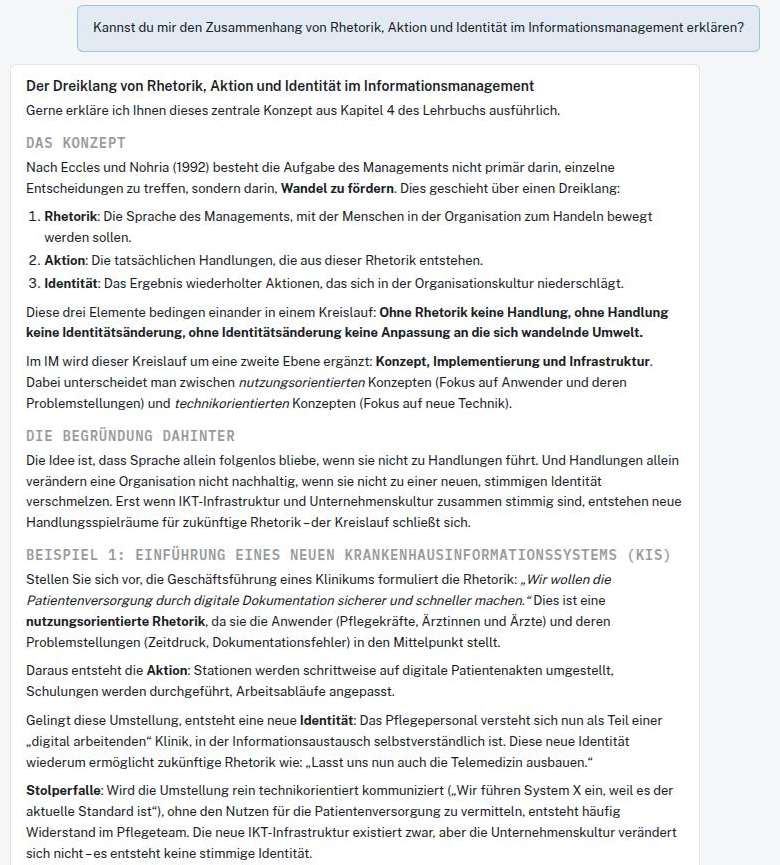 Kannst du mir den Zusammenhang von Rhetorik, Aktion und Identität im Informationsmanagement erklären?
Der Dreiklang von Rhetorik, Aktion und Identität im Informationsmanagement
Gerne erkläre ich Ihnen dieses zentrale Konzept aus Kapitel 4 des Lehrbuchs ausführlich.
DAS KONZEPT
Nach Eccles und Nohria (1992) besteht die Aufgabe des Managements nicht primär darin, einzelne
Entscheidungen zu treffen, sondern darin, Wandel zu fördern. Dies geschieht über einen Dreiklang:
1. Rhetorik: Die Sprache des Managements, mit der Menschen in der Organisation zum Handeln bewegt
werden sollen.
2. Aktion: Die tatsächlichen Handlungen, die aus dieser Rhetorik entstehen.
3. Identität: Das Ergebnis wiederholter Aktionen, das sich in der Organisationskultur niederschlägt.
Diese drei Elemente bedingen einander in einem Kreislauf: Ohne Rhetorik keine Handlung, ohne Handlung
keine Identitätsänderung, ohne Identitätsänderung keine Anpassung an die sich wandelnde Umwelt.
Im IM wird dieser Kreislauf um eine zweite Ebene ergänzt: Konzept, Implementierung und Infrastruktur.
Dabei unterscheidet man zwischen nutzungsorientierten Konzepten (Fokus auf Anwender und deren
Problemstellungen) und technikorientierten Konzepten (Fokus auf neue Technik).
DIE BEGRÜNDUNG DAHINTER
Die Idee ist, dass Sprache allein folgenlos bliebe, wenn sie nicht zu Handlungen führt. Und Handlungen allein
verändern eine Organisation nicht nachhaltig, wenn sie nicht zu einer neuen, stimmigen Identität
verschmelzen. Erst wenn IKT-Infrastruktur und Unternehmenskultur zusammen stimmig sind, entstehen neue
Handlungsspielräume für zukünftige Rhetorik – der Kreislauf schließt sich.
BEISPIEL 1: EINFÜHRUNG EINES NEUEN KRANKENHAUSINFORMATIONSSYSTEMS (KIS)
Stellen Sie sich vor, die Geschäftsführung eines Klinikums formuliert die Rhetorik: „Wir wollen die
Patientenversorgung durch digitale Dokumentation sicherer und schneller machen.“ Dies ist eine
nutzungsorientierte Rhetorik, da sie die Anwender (Pflegekräfte, Ärztinnen und Ärzte) und deren
Problemstellungen (Zeitdruck, Dokumentationsfehler) in den Mittelpunkt stellt.
Daraus entsteht die Aktion: Stationen werden schrittweise auf digitale Patientenakten umgestellt,
Schulungen werden durchgeführt, Arbeitsabläufe angepasst.
Gelingt diese Umstellung, entsteht eine neue Identität: Das Pflegepersonal versteht sich nun als Teil einer
„digital arbeitenden“ Klinik, in der Informationsaustausch selbstverständlich ist. Diese neue Identität
wiederum ermöglicht zukünftige Rhetorik wie: „Lasst uns nun auch die Telemedizin ausbauen.“
Stolperfalle: Wird die Umstellung rein technikorientiert kommuniziert („Wir führen System X ein, weil es der
aktuelle Standard ist“), ohne den Nutzen für die Patientenversorgung zu vermitteln, entsteht häufig
Widerstand im Pflegeteam. Die neue IKT-Infrastruktur existiert zwar, aber die Unternehmenskultur verändert
sich nicht – es entsteht keine stimmige Identität.